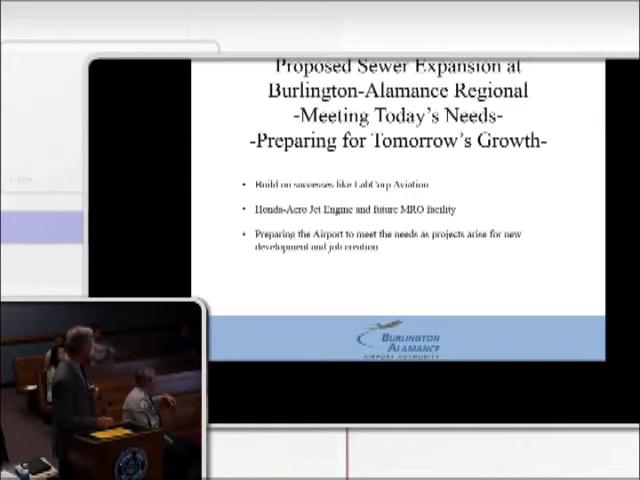 Proposed Sewer Expansion at
Burlington-Alamance Regional
-Meeting Today's Needs-
-Preparing for Tomorrow's Growth-
• Build on successes like LabCorp Aviation
• Honda-Aero Jet Engine and future MRO facility
• Preparing the Airport to meet the needs as projects arise for new
development and job creation
BURLINGTON
ALAMANCE
AIRPORT AUTHORITY